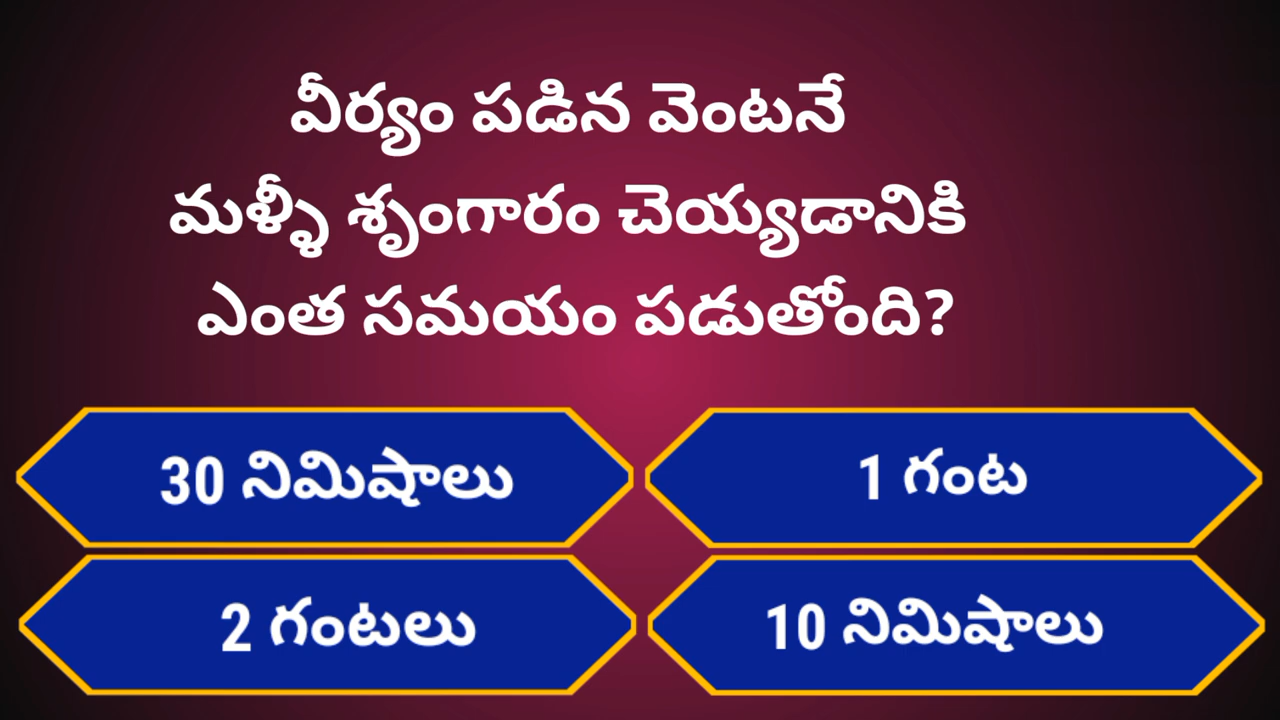 వీర్యం పడిన వెంటనే
మళ్ళీ శృంగారం చెయ్యడానికి
ఎంత సమయం పడుతోంది?
30 నిమిషాలు
1 గంట
2 గంటలు
10 నిమిషాలు